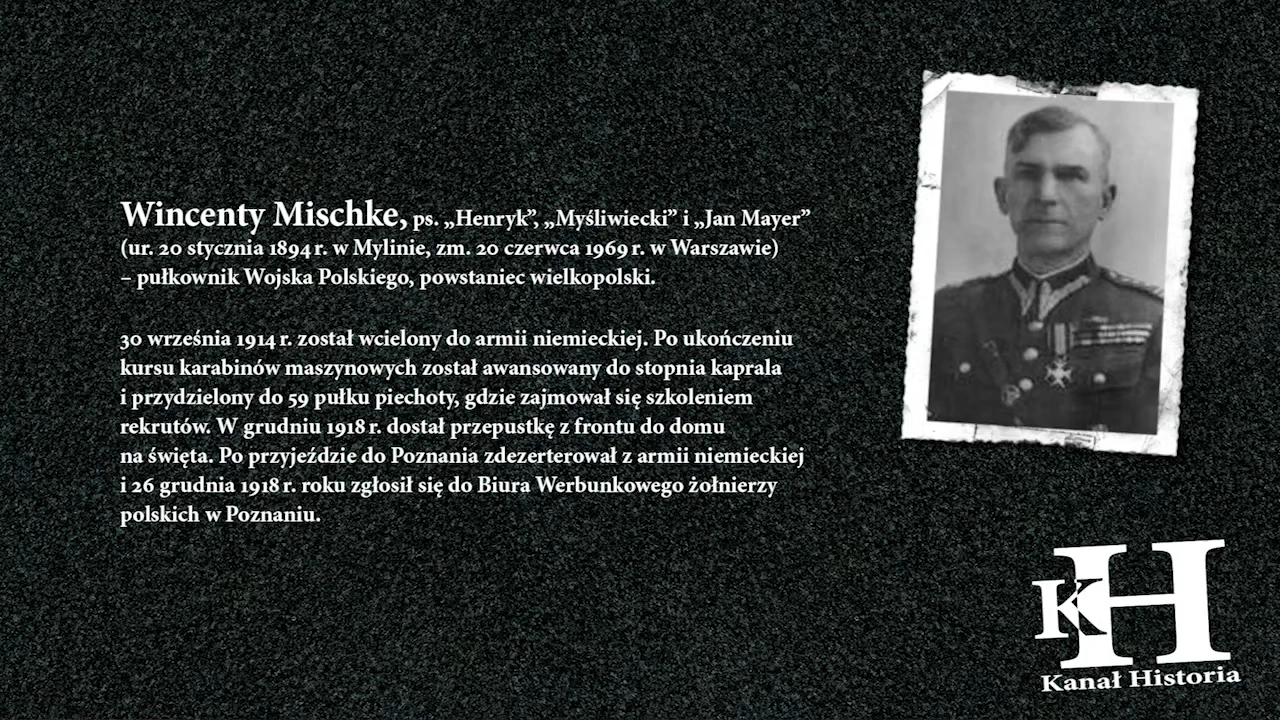 Wincenty Mischke, ps. „Henryk”, „Myśliwiecki” i „Jan Mayer”
(ur. 20 stycznia 1894 r. w Mylinie, zm. 20 czerwca 1969 r. w Warszawie)
– pułkownik Wojska Polskiego, powstaniec wielkopolski.
30 września 1914 r. został wcielony do armii niemieckiej. Po ukończeniu
kursu karabinów maszynowych został awansowany do stopnia kaprala
i przydzielony do 59 pułku piechoty, gdzie zajmował się szkoleniem
rekrutów. W grudniu 1918 r. dostał przepustkę z frontu do domu
na święta. Po przyjeździe do Poznania zdezerterował z armii niemieckiej
i 26 grudnia 1918 r. roku zgłosił się do Biura Werbunkowego żołnierzy
polskich w Poznaniu.
KH
Kanał Historia